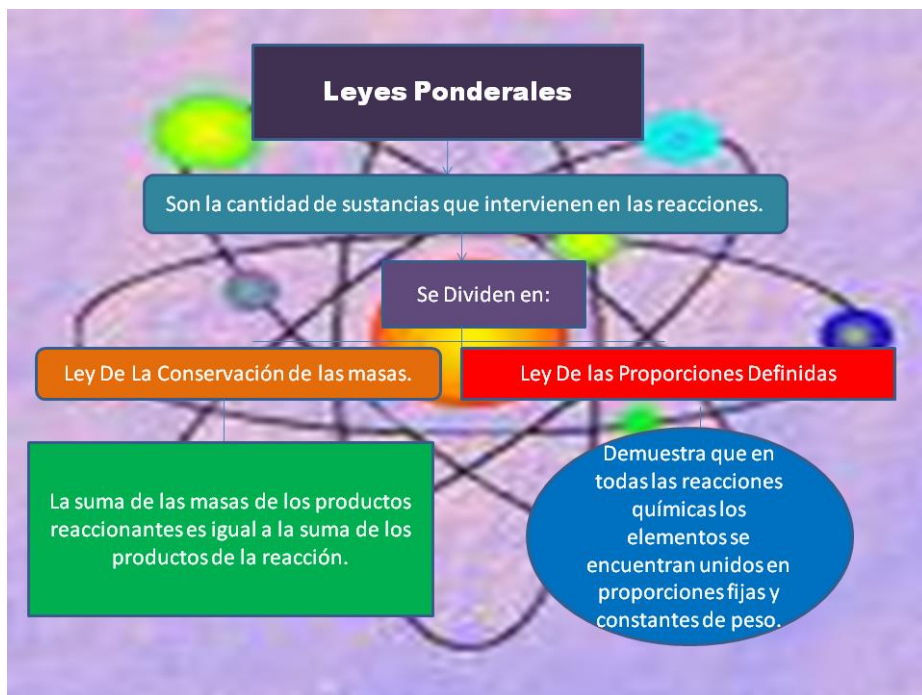 Leyes Ponderales
Son la cantidad de sustancias que intervienen en las reacciones.
Se Dividen en:
Ley De La Conservación de las masas.
Ley De las Proporciones Definidas
La suma de las masas de los productos
reaccionantes es igual a la suma de los
productos de la reacción.
Demuestra que en
todas las reacciones
químicas los
elementos se
encuentran unidos en
proporciones fijas y
constantes de peso.